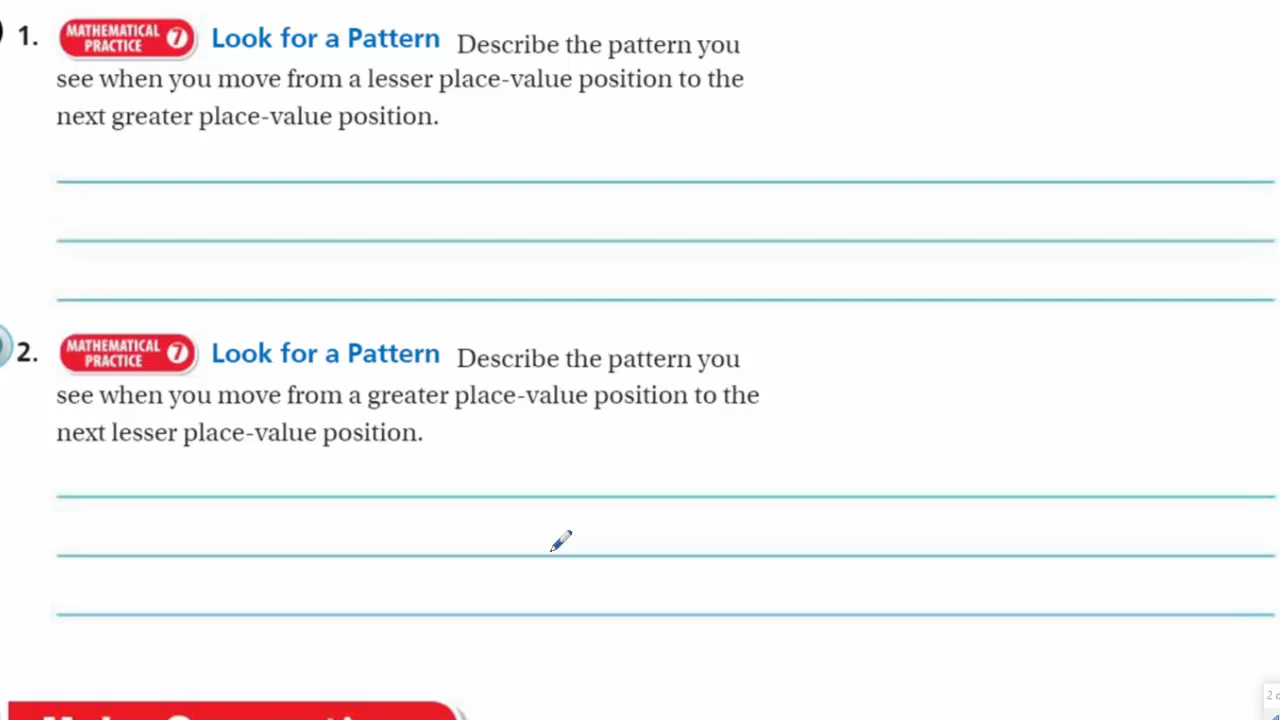 1. MATHEMATICAL PRACTICE 7 Look for a Pattern Describe the pattern you
see when you move from a lesser place-value position to the
next greater place-value position.
2. MATHEMATICAL PRACTICE 7 Look for a Pattern Describe the pattern you
see when you move from a greater place-value position to the
next lesser place-value position.